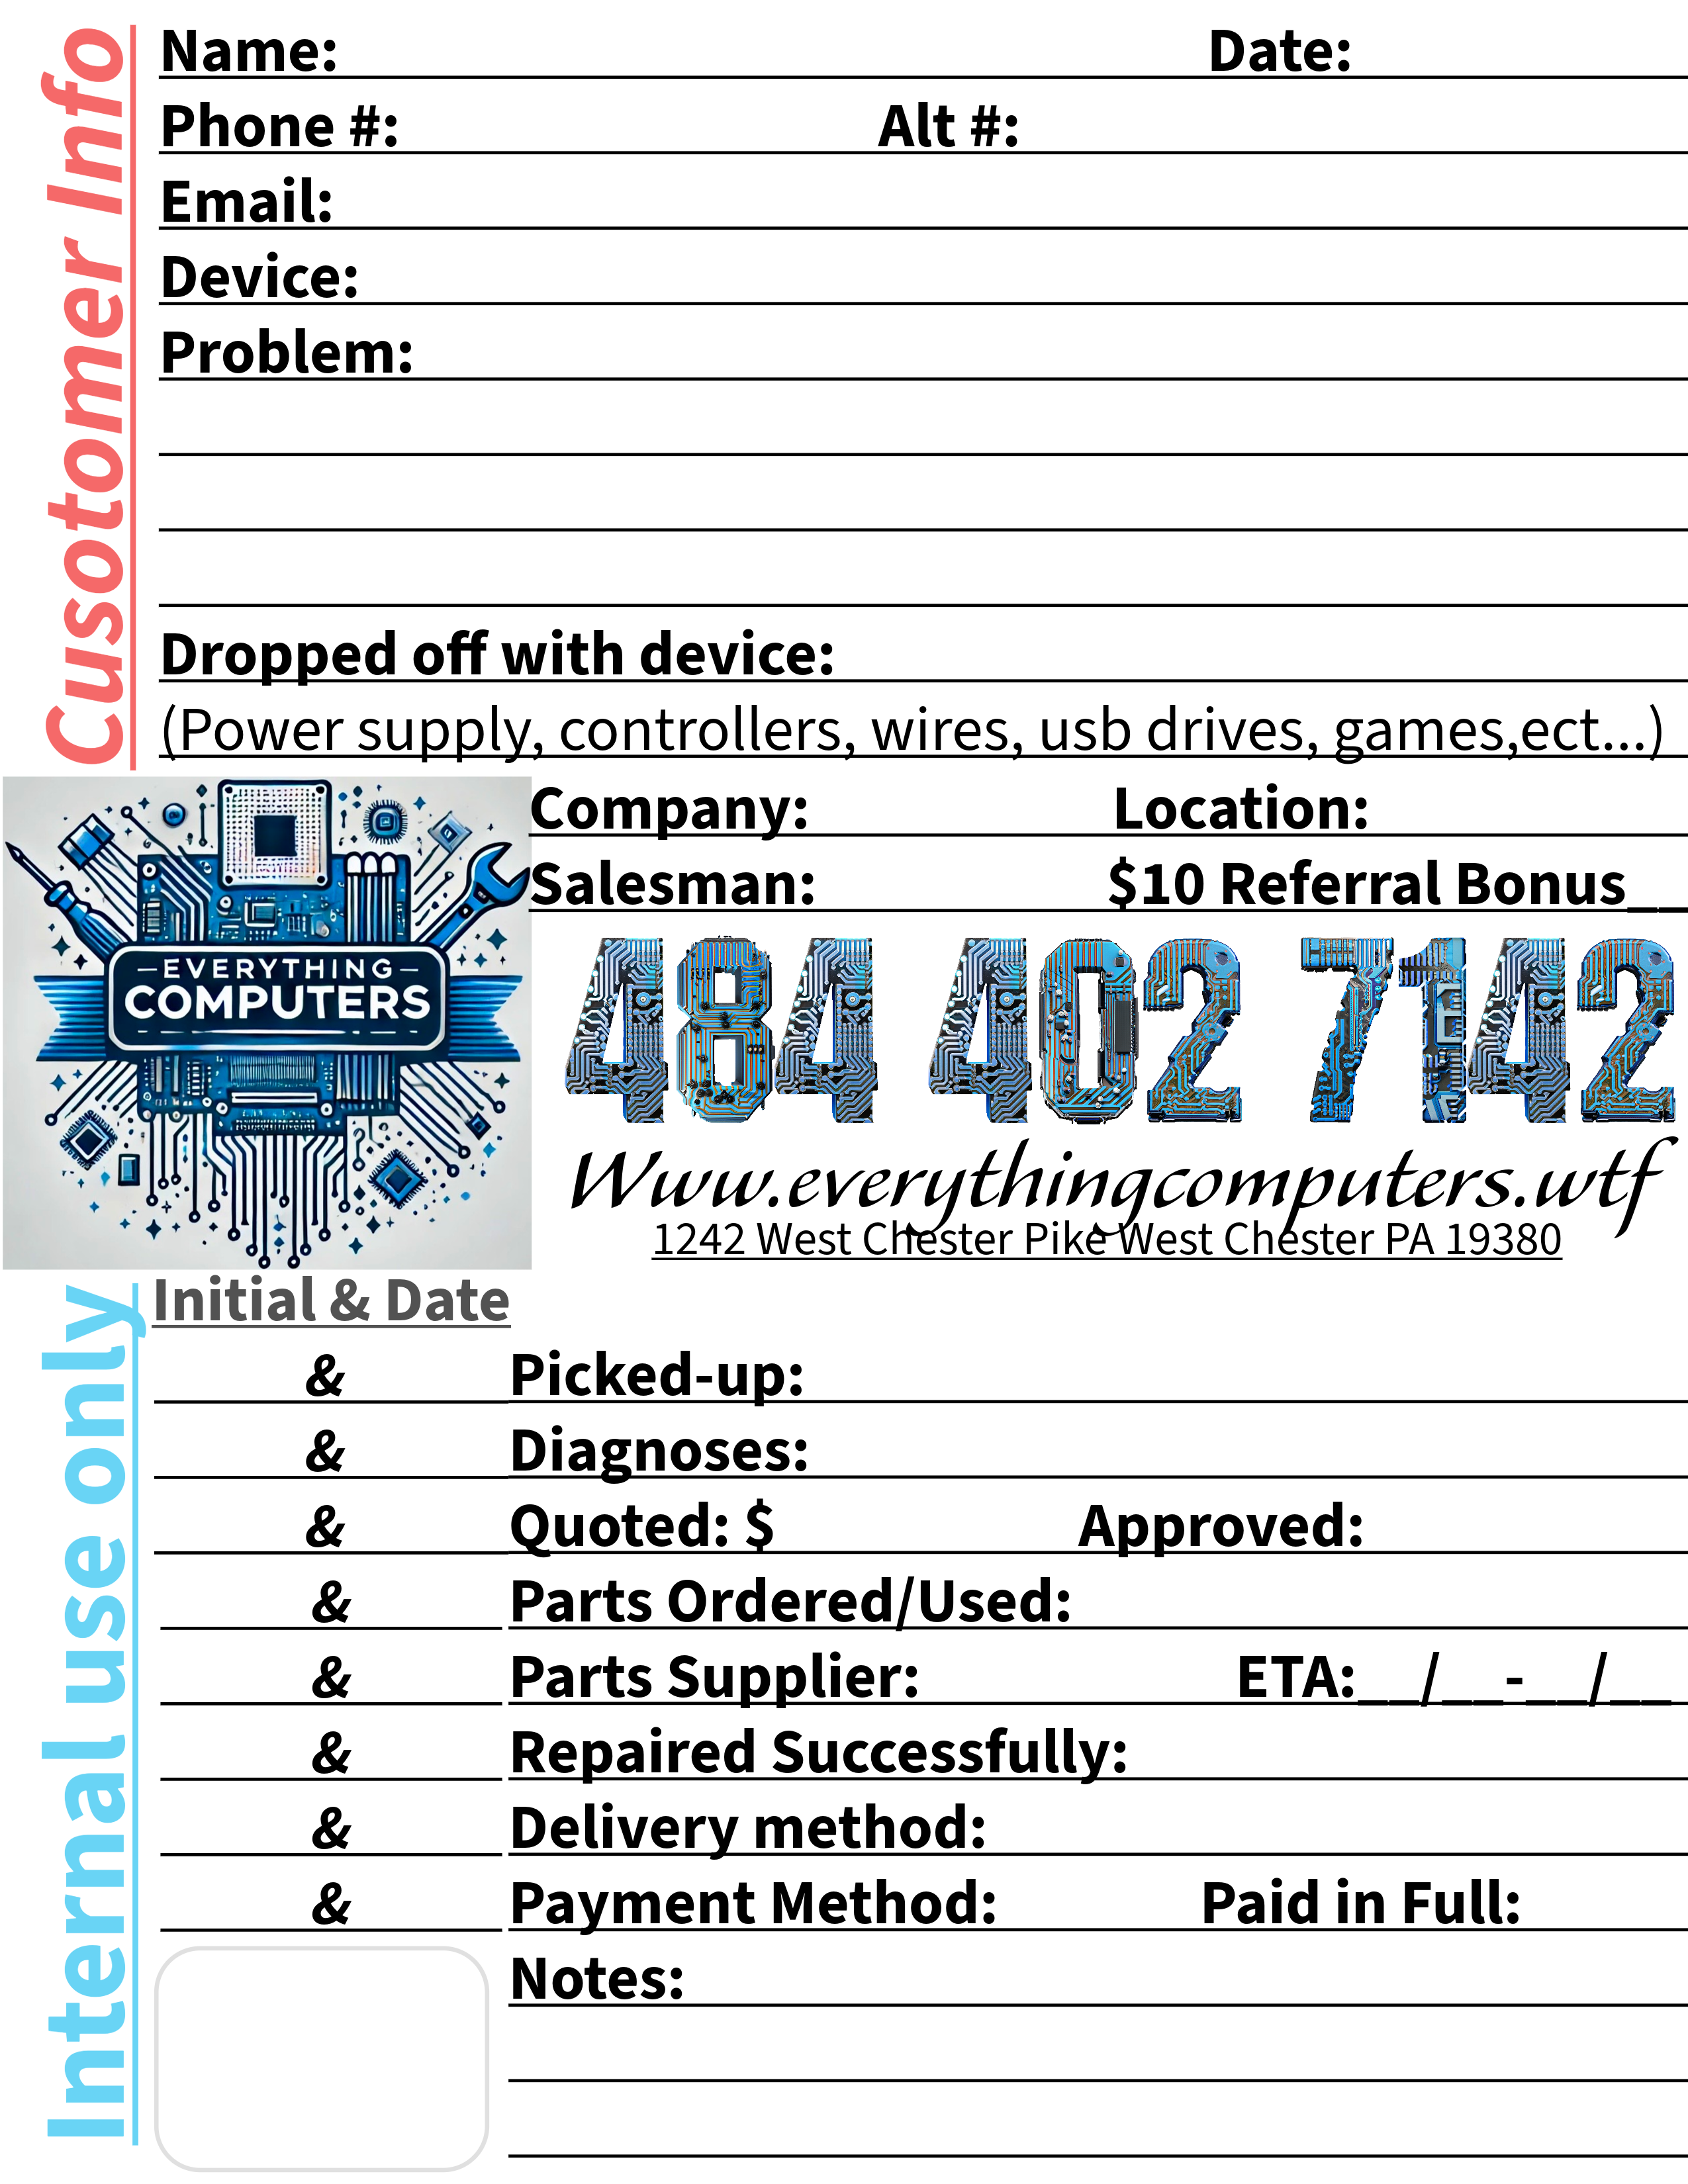 Cusotomer Info
Name: Date:
Phone #: Alt #:
Email:
Device:
Problem:
Dropped off with device:
(Power supply, controllers, wires, usb drives, games,ect...)
Company: Location:
Salesman: $10 Referral Bonus__
EVERYTHING
COMPUTERS
484 402 7142
Www.everythingcomputers.wtf
1242 West Chester Pike West Chester PA 19380
Internal use only
Initial & Date
& Picked-up:
& Diagnoses:
& Quoted: $ Approved:
& Parts Ordered/Used:
& Parts Supplier: ETA:__/__-__/__
& Repaired Successfully:
& Delivery method:
& Payment Method: Paid in Full:
Notes: